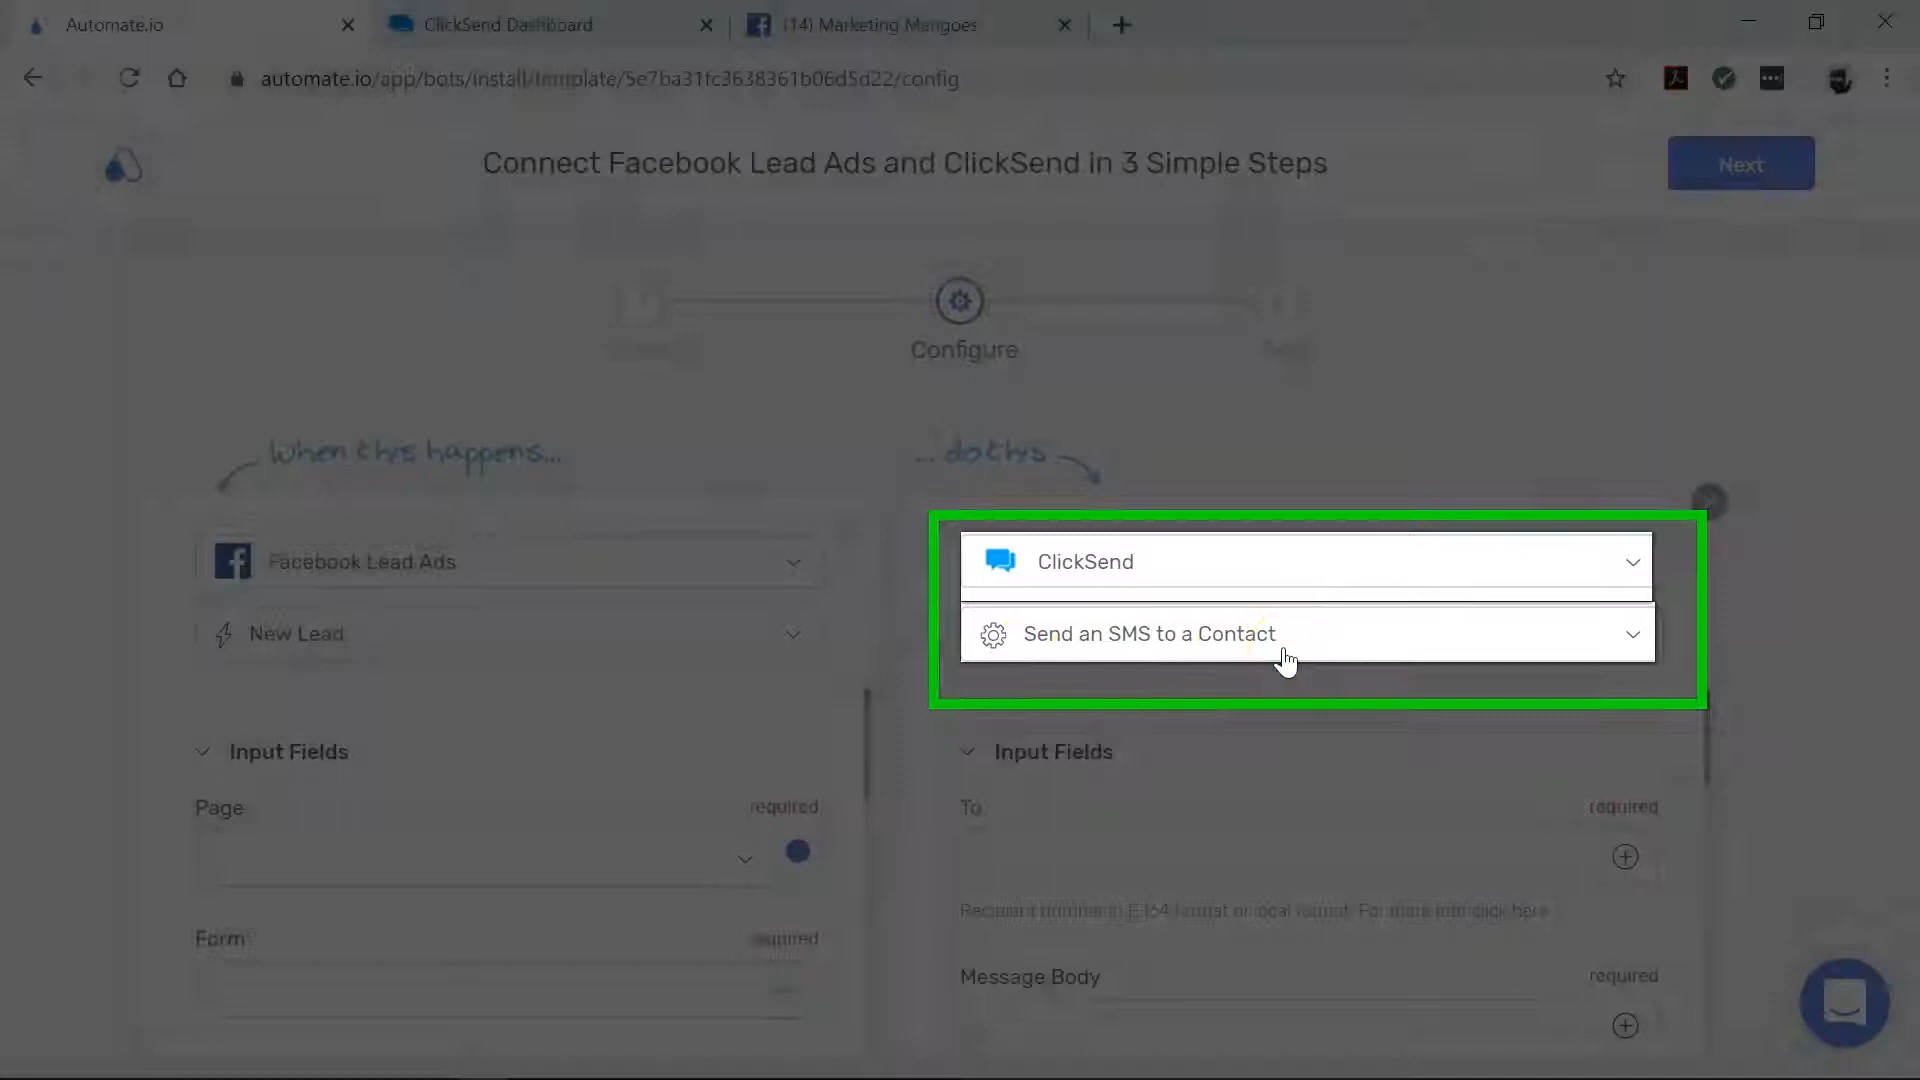 Automate.io
ClickSend Dashboard
(14) Marketing Mangoes
automate.io/app/bots/install/template/5e7ba31fc3638361b06d5d22/config
Connect Facebook Lead Ads and ClickSend in 3 Simple Steps
Next
Configure
When this happens...
... do this
Facebook Lead Ads
ClickSend
New Lead
Send an SMS to a Contact
Input Fields
Input Fields
Page required
To required
Recipient number in E.164 format or local format. For more info click here
Form required
Message Body required